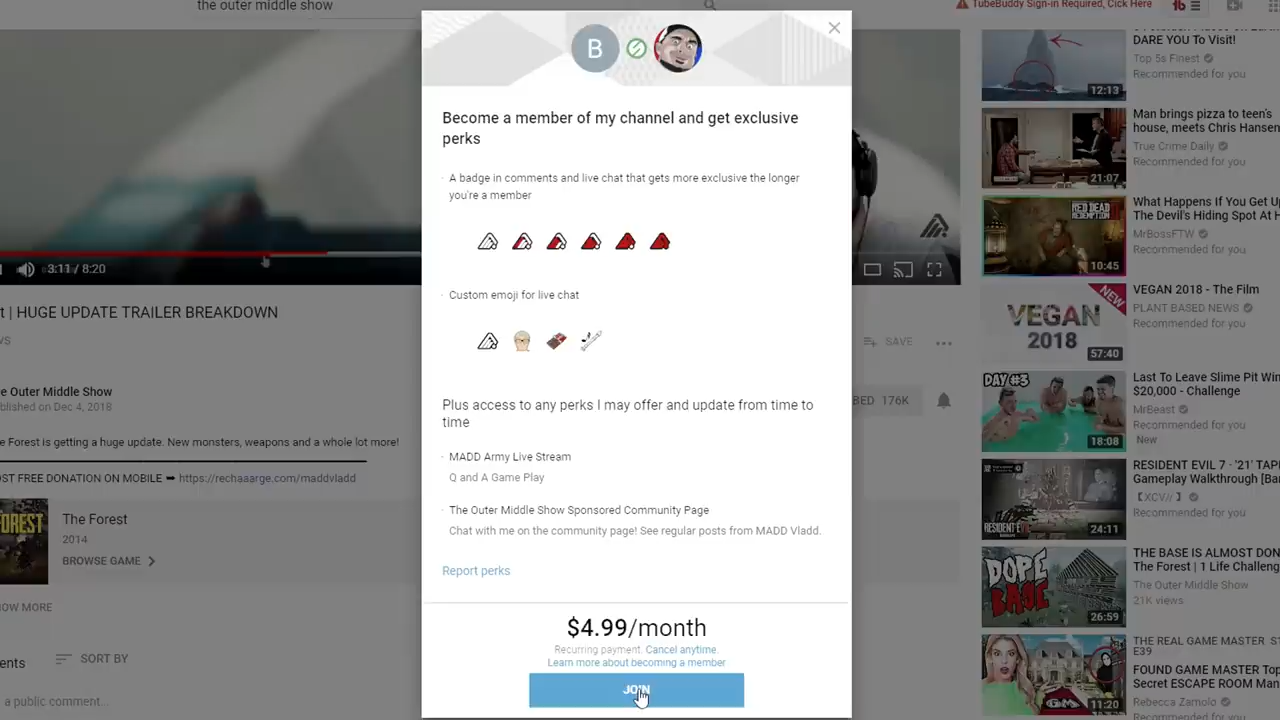 the outer middle show
TubeBuddy Sign-in Required, Click Here
B
Become a member of my channel and get exclusive
perks
· A badge in comments and live chat that gets more exclusive the longer
you're a member
· Custom emoji for live chat
Plus access to any perks I may offer and update from time to
time
· MADD Army Live Stream
Q and A Game Play
· The Outer Middle Show Sponsored Community Page
Chat with me on the community page! See regular posts from MADD Vladd.
Report perks
$4.99/month
Recurring payment. Cancel anytime.
Learn more about becoming a member
JOIN
3:11 / 8:20
| HUGE UPDATE TRAILER BREAKDOWN
SAVE
Outer Middle Show
on Dec 4, 2018
176K
Forest is getting a huge update. New monsters, weapons and a whole lot more!
FREE DONATION ON MOBILE ➡ https://rechaaarge.com/maddvladd
The Forest
2014
BROWSE GAME
MORE
SORT BY
a public comment...
DARE YOU To Visit!
Top 5s Finest
Recommended for you
12:13
Man brings pizza to teen's
house, meets Chris Hansen
True Crime Daily
Recommended for you
21:07
What Happens If You Get
The Devil's Hiding Spot At
MrBossFTW
Recommended for you
RED DEAD
REDEMPTION
10:45
VEGAN 2018 - The Film
PLANT BASED NEWS
Recommended for you
NEW
VEGAN
2018
57:40
Last To Leave Slime Pit
$20,000 - Challenge
MrBeast
Recommended for you
New
DAY #3
18:08
RESIDENT EVIL 7 - '21'
Gameplay Walkthrough
【XCV//】
Recommended for you
RESIDENT EVIL
24:11
THE BASE IS ALMOST
The Forest | 1 Life
The Outer Middle Show
21K views
DOPE
BASE
26:59
THE REAL GAME MASTER
E39
FOUND GAME MASTER
Secret ESCAPE ROOM
Rebecca Zamolo
Recommended for you
GM
11:20